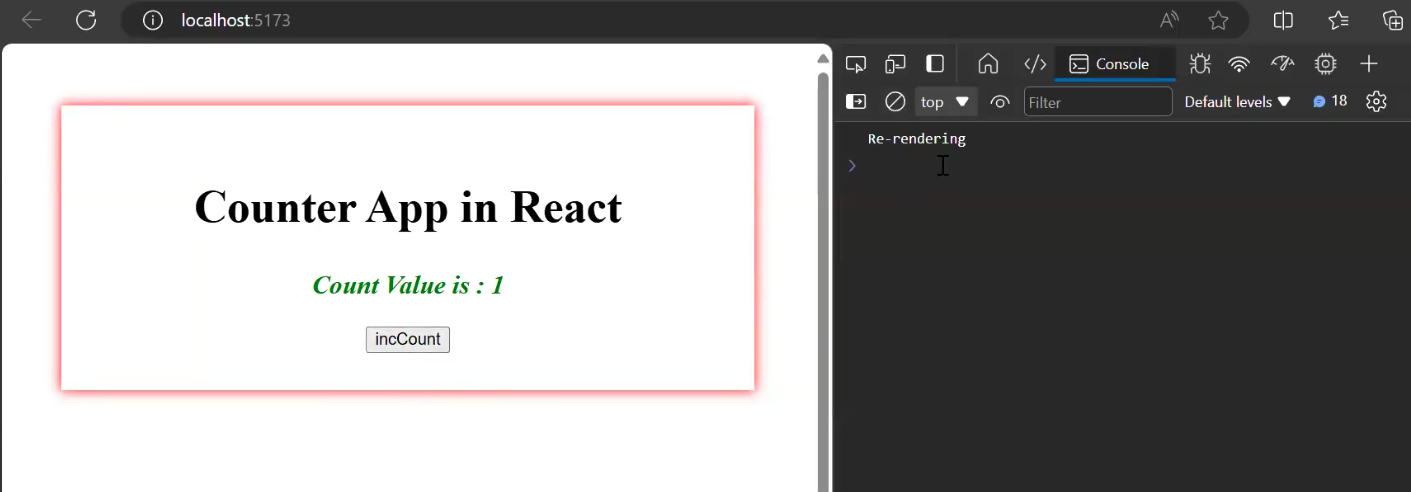 localhost:5173
Console
top
Filter
Default levels
18
Re-rendering
Counter App in React
Count Value is : 1
incCount